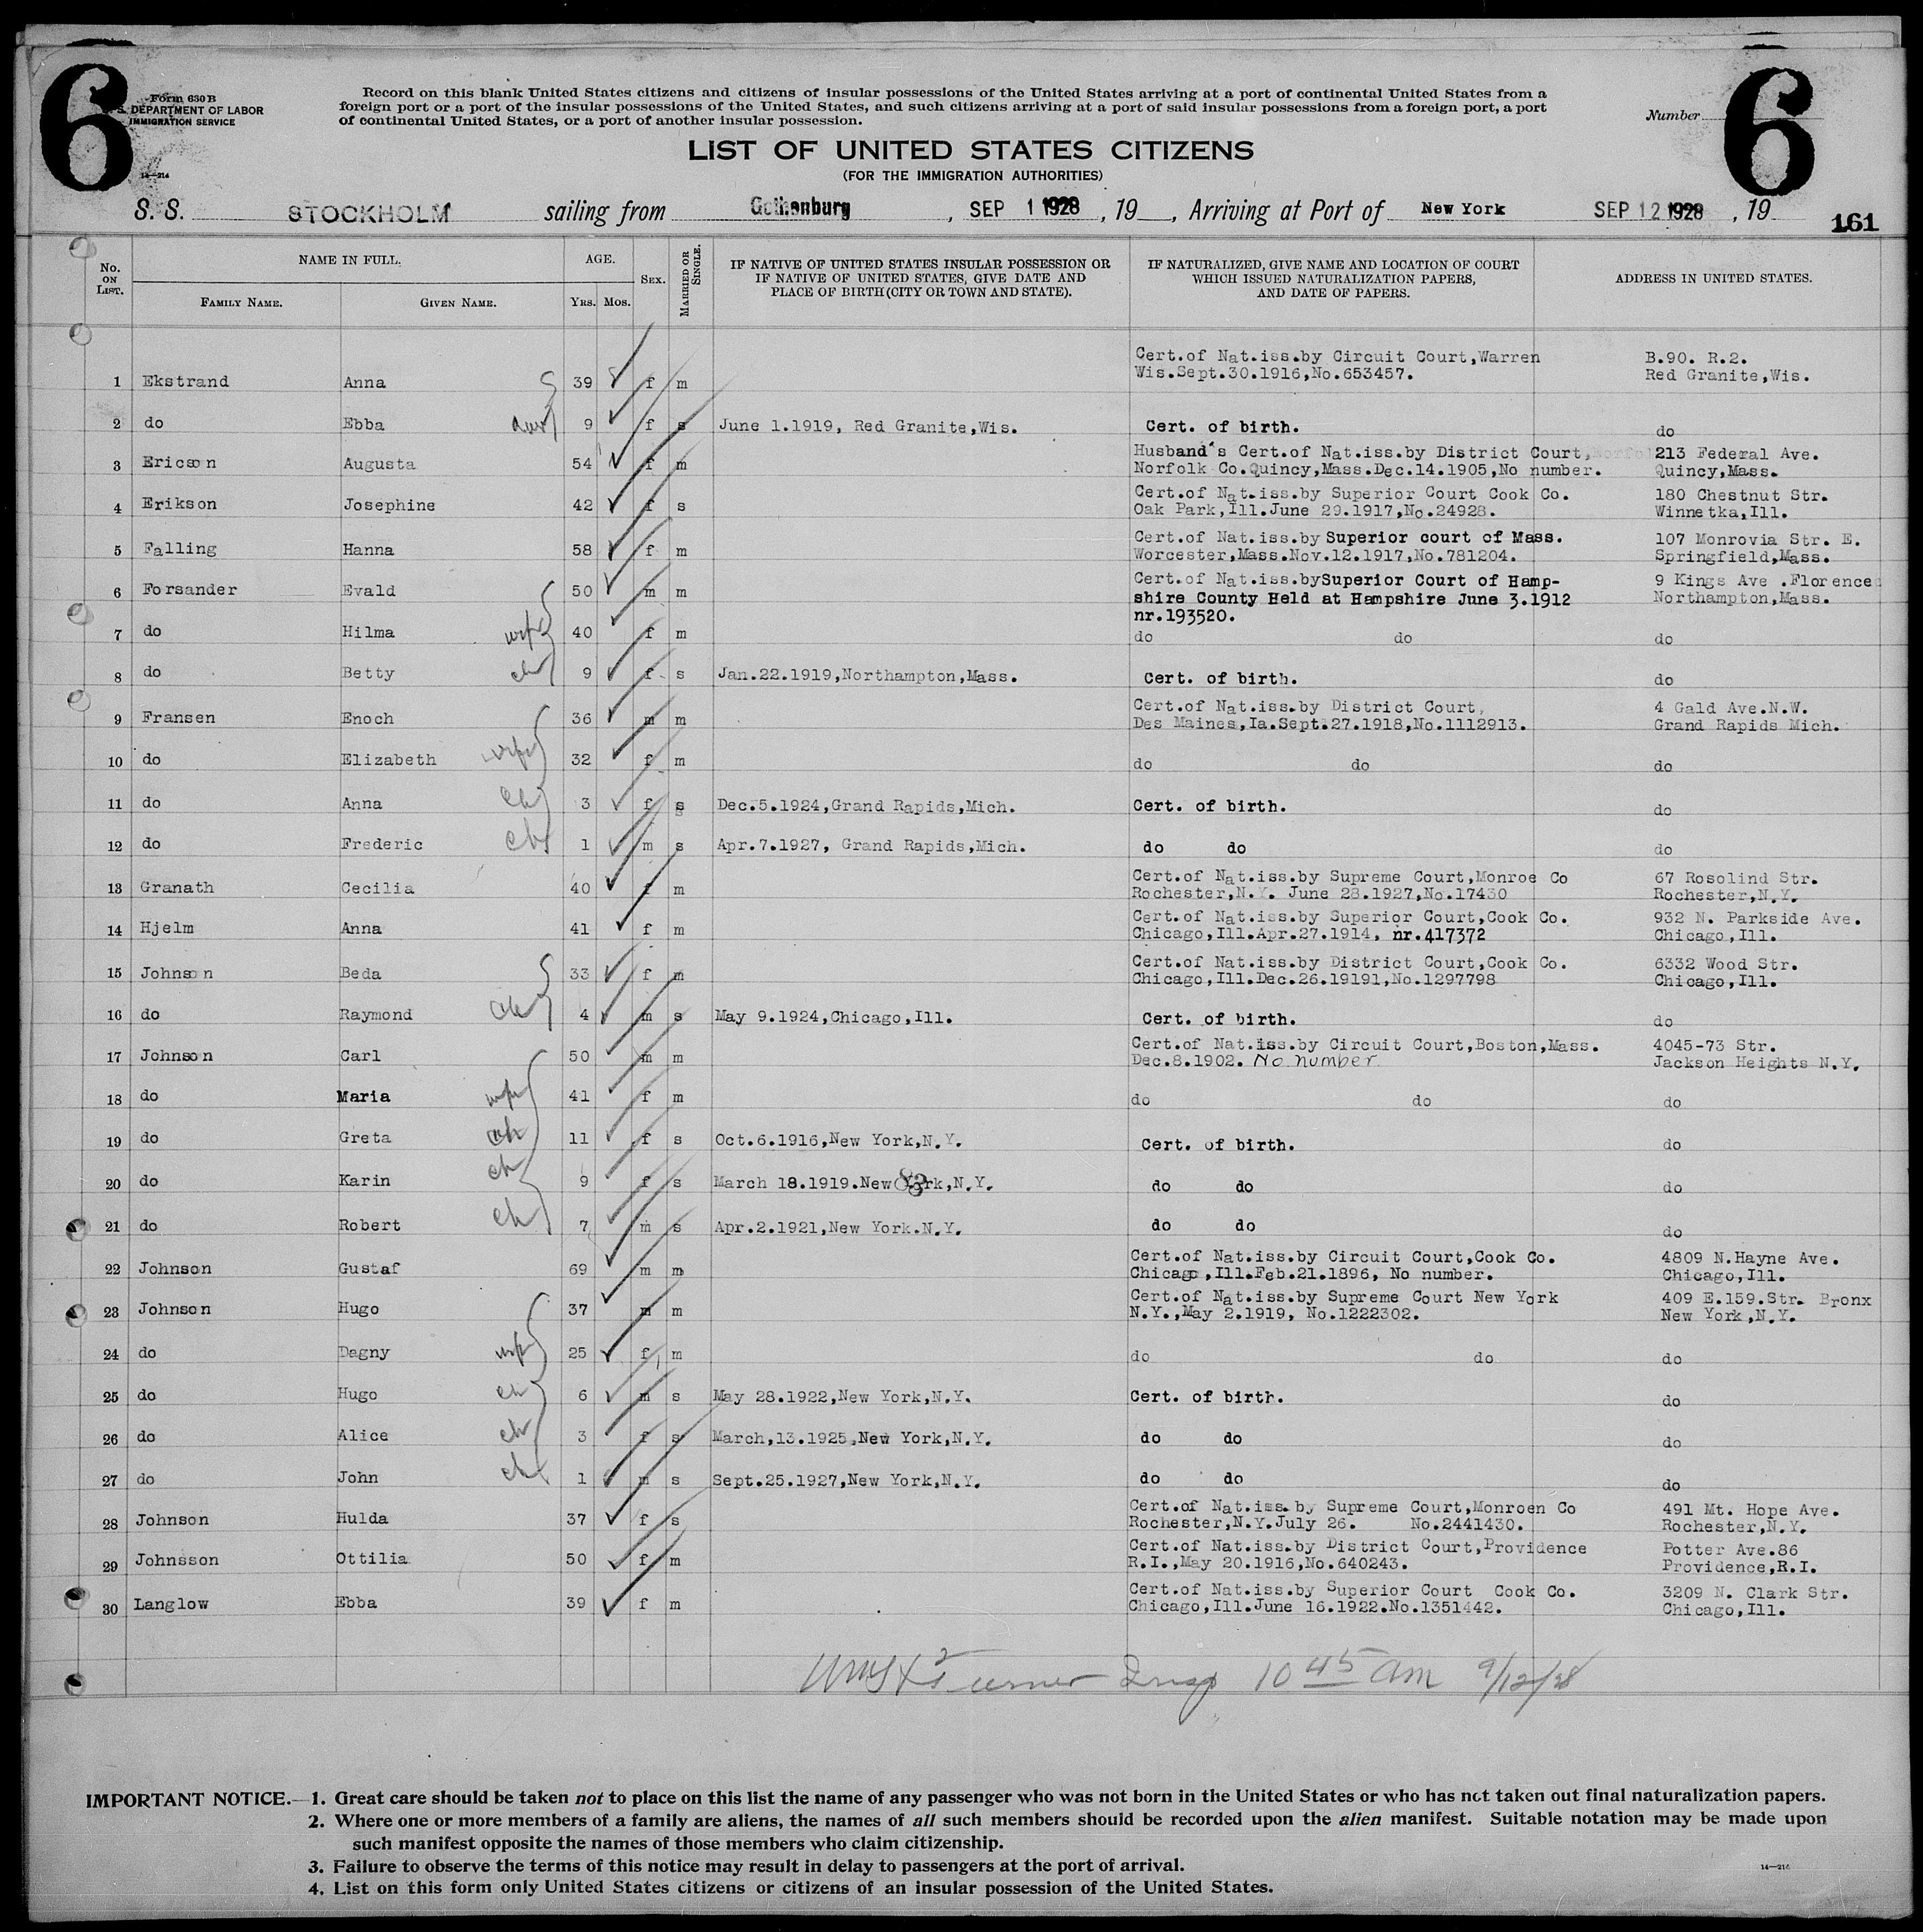 6
6
Form 630 B
U.S. DEPARTMENT OF LABOR
IMMIGRATION SERVICE
14—214
Record on this blank United States citizens and citizens of insular possessions of the United States arriving at a port of continental United States from a
foreign port or a port of the insular possessions of the United States, and such citizens arriving at a port of said insular possessions from a foreign port, a port
of continental United States, or a port of another insular possession.
Number
LIST OF UNITED STATES CITIZENS
(FOR THE IMMIGRATION AUTHORITIES)
S. S. STOCKHOLM sailing from Gothenburg, SEP 1 1928, 19__, Arriving at Port of New York SEP 12 1928, 19
161
No. ON LIST.
NAME IN FULL.
FAMILY NAME. GIVEN NAME.
AGE.
YRS. MOS.
SEX.
MARRIED OR SINGLE.
IF NATIVE OF UNITED STATES INSULAR POSSESSION OR
IF NATIVE OF UNITED STATES, GIVE DATE AND
PLACE OF BIRTH (CITY OR TOWN AND STATE).
IF NATURALIZED, GIVE NAME AND LOCATION OF COURT
WHICH ISSUED NATURALIZATION PAPERS,
AND DATE OF PAPERS.
ADDRESS IN UNITED STATES.
Cert.of Nat.iss.by Circuit Court,Warren B.90. R.2.
1 Ekstrand Anna 39 f m Wis.Sept.30.1916,No.653457. Red Granite,Wis.
2 do Ebba 9 f s June 1.1919, Red Granite,Wis. Cert. of birth. do
Husband's Cert.of Nat.iss.by District Court, 213 Federal Ave.
3 Ericson Augusta 54 f m Norfolk Co.Quincy,Mass.Dec.14.1905,No number. Quincy,Mass.
Cert.of Nat.iss.by Superior Court Cook Co. 180 Chestnut Str.
4 Erikson Josephine 42 f s Oak Park,Ill.June 29.1917,No.24928. Winnetka,Ill.
Cert.of Nat.iss.by Superior court of Mass. 107 Monrovia Str. E.
5 Falling Hanna 58 f m Worcester,Mass.Nov.12.1917,No.781204. Springfield,Mass.
Cert.of Nat.iss.bySuperior Court of Hamp- 9 Kings Ave .Florence
6 Forsander Evald 50 m m shire County Held at Hampshire June 3.1912 Northampton,Mass.
nr.193520.
7 do Hilma wife 40 f m do do do
8 do Betty ch 9 f s Jan.22.1919,Northampton,Mass. Cert. of birth. do
Cert.of Nat.iss.by District Court, 4 Gald Ave.N.W.
9 Fransen Enoch 36 m m Des Maines,Ia.Sept.27.1918,No.1112913. Grand Rapids Mich.
10 do Elizabeth wife 32 f m do do do
11 do Anna ch 3 f s Dec.5.1924,Grand Rapids,Mich. Cert. of birth. do
12 do Frederic ch 1 m s Apr.7.1927, Grand Rapids,Mich. do do do
Cert.of Nat.iss.by Supreme Court,Monroe Co 67 Rosolind Str.
13 Granath Cecilia 40 f m Rochester,N.Y. June 28.1927,No.17430 Rochester,N.Y.
Cert.of Nat.iss.by Superior Court,Cook Co. 932 N. Parkside Ave.
14 Hjelm Anna 41 f m Chicago,Ill.Apr.27.1914, nr.417372 Chicago,Ill.
Cert.of Nat.iss.by District Court,Cook Co. 6332 Wood Str.
15 Johnson Beda 33 f m Chicago,Ill.Dec.26.19191,No.1297798 Chicago,Ill.
16 do Raymond ch 4 m s May 9.1924,Chicago,Ill. Cert. of birth. do
Cert.of Nat.iss.by Circuit Court,Boston,Mass. 4045-73 Str.
17 Johnson Carl 50 m m Dec.8.1902. No number Jackson Heights N.Y.
18 do Maria wife 41 f m do do do
19 do Greta ch 11 f s Oct.6.1916,New York,N.Y. Cert. of birth. do
20 do Karin ch 9 f s March 18.1919.New York,N.Y. do do do
83
21 do Robert ch 7 m s Apr.2.1921,New York.N.Y. do do do
Cert.of Nat.iss.by Circuit Court,Cook Co. 4809 N.Hayne Ave.
22 Johnson Gustaf 69 m m Chicago,Ill.Feb.21.1896, No number. Chicago,Ill.
Cert.of Nat.iss.by Supreme Court New York 409 E.159.Str. Bronx
23 Johnson Hugo 37 m m N.Y.,May 2.1919, No.1222302. New York,N.Y.
24 do Dagny wife 25 f m do do do
25 do Hugo ch 6 m s May 28.1922,New York,N.Y. Cert. of birth. do
26 do Alice ch 3 f s March,13.1925,New York,N.Y. do do do
27 do John ch 1 m s Sept.25.1927,New York,N.Y. do do do
Cert.of Nat.iss.by Supreme Court,Monroen Co 491 Mt. Hope Ave.
28 Johnson Hulda 37 f s Rochester,N.Y.July 26. No.2441430. Rochester,N.Y.
Cert.of Nat.iss.by District Court,Providence Potter Ave.86
29 Johnsson Ottilia 50 f m R.I.,May 20.1916,No.640243. Providence,R.I.
Cert.of Nat.iss.by Superior Court Cook Co. 3209 N. Clark Str.
30 Langlow Ebba 39 f m Chicago,Ill.June 16.1922.No.1351442. Chicago,Ill.
Turner Insp 10 45 am 9/12/28
IMPORTANT NOTICE.—1. Great care should be taken not to place on this list the name of any passenger who was not born in the United States or who has not taken out final naturalization papers.
2. Where one or more members of a family are aliens, the names of all such members should be recorded upon the alien manifest. Suitable notation may be made upon
such manifest opposite the names of those members who claim citizenship.
3. Failure to observe the terms of this notice may result in delay to passengers at the port of arrival.
14—214
4. List on this form only United States citizens or citizens of an insular possession of the United States.